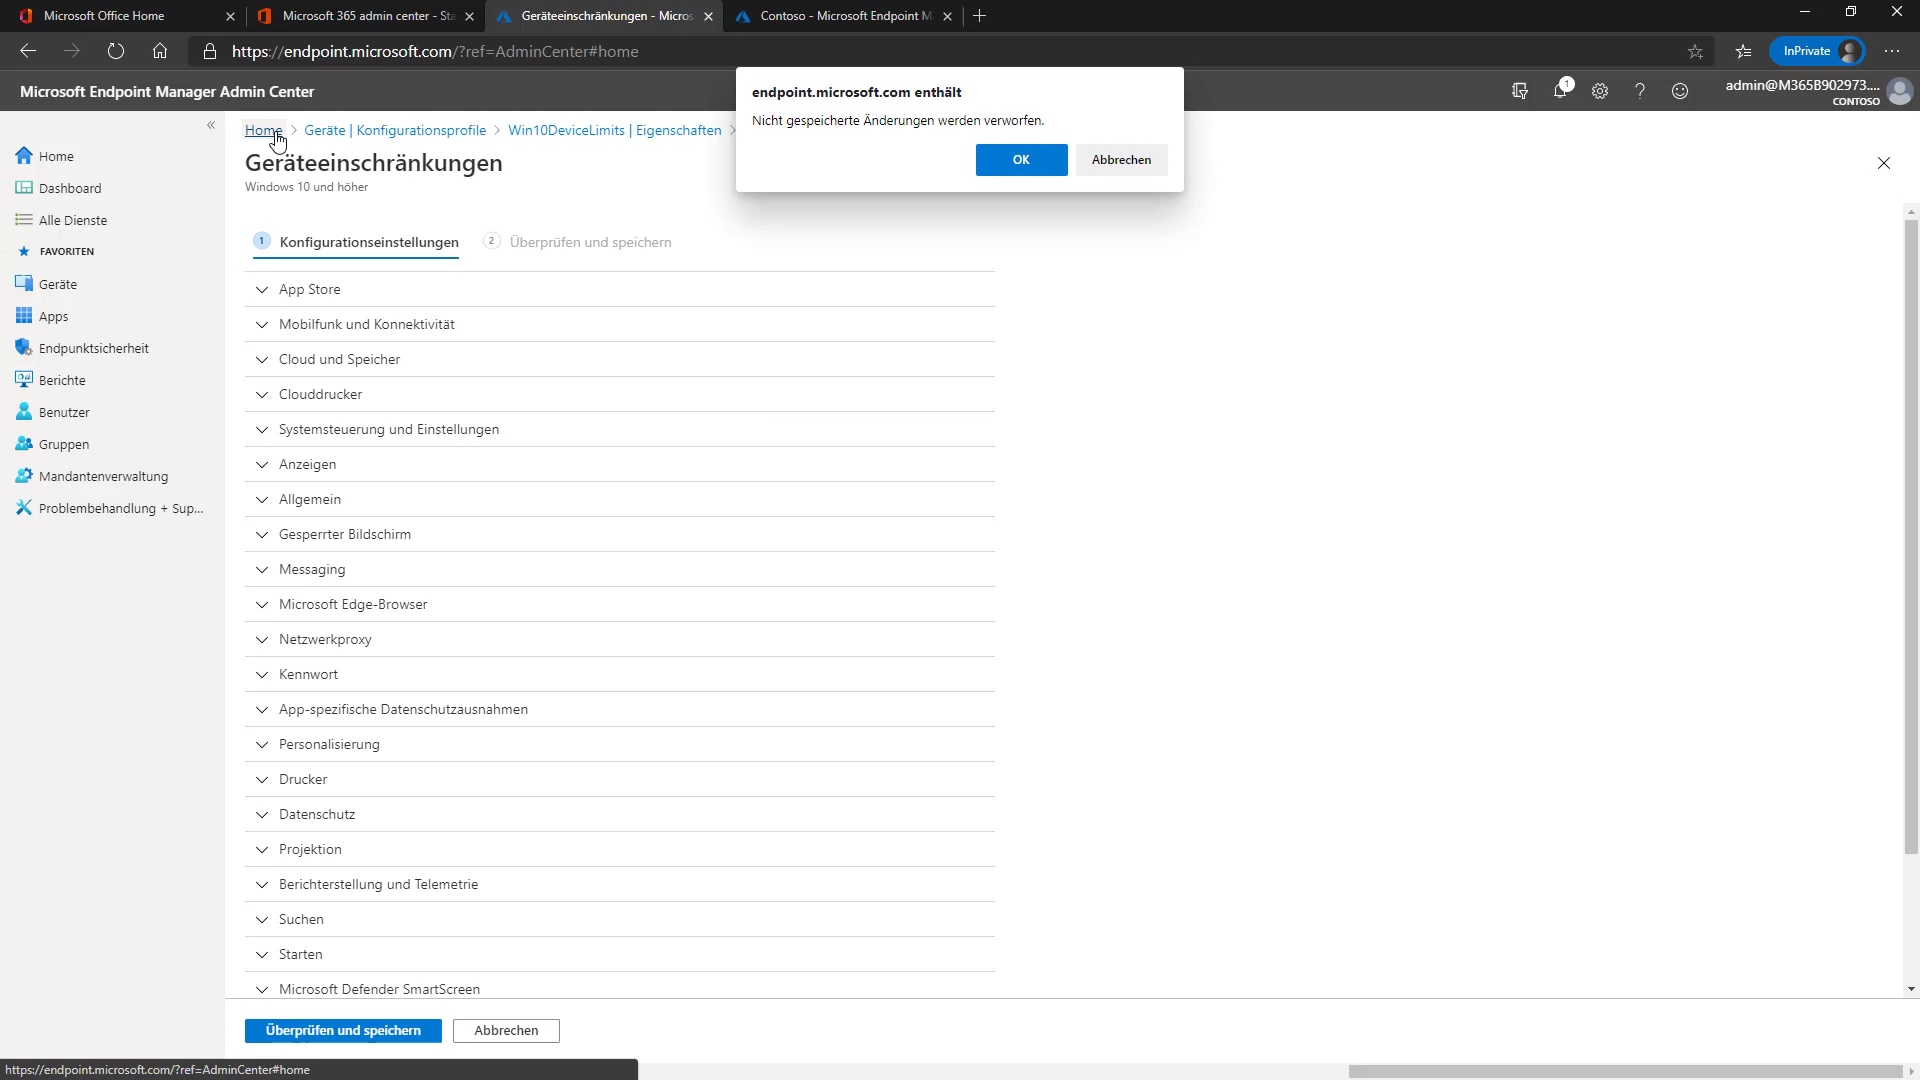 Microsoft Office Home
Microsoft 365 admin center - Sta
Geräteeinschränkungen - Micros
Contoso - Microsoft Endpoint M
https://endpoint.microsoft.com/?ref=AdminCenter#home
InPrivate
Microsoft Endpoint Manager Admin Center
1
admin@M365B902973....
CONTOSO
endpoint.microsoft.com enthält
Nicht gespeicherte Änderungen werden verworfen.
OK
Abbrechen
Home
Geräte | Konfigurationsprofile
Win10DeviceLimits | Eigenschaften
Geräteeinschränkungen
Windows 10 und höher
Home
Dashboard
Alle Dienste
FAVORITEN
Geräte
Apps
Endpunktsicherheit
Berichte
Benutzer
Gruppen
Mandantenverwaltung
Problembehandlung + Sup...
1 Konfigurationseinstellungen
2 Überprüfen und speichern
App Store
Mobilfunk und Konnektivität
Cloud und Speicher
Clouddrucker
Systemsteuerung und Einstellungen
Anzeigen
Allgemein
Gesperrter Bildschirm
Messaging
Microsoft Edge-Browser
Netzwerkproxy
Kennwort
App-spezifische Datenschutzausnahmen
Personalisierung
Drucker
Datenschutz
Projektion
Berichterstellung und Telemetrie
Suchen
Starten
Microsoft Defender SmartScreen
Überprüfen und speichern
Abbrechen
https://endpoint.microsoft.com/?ref=AdminCenter#home